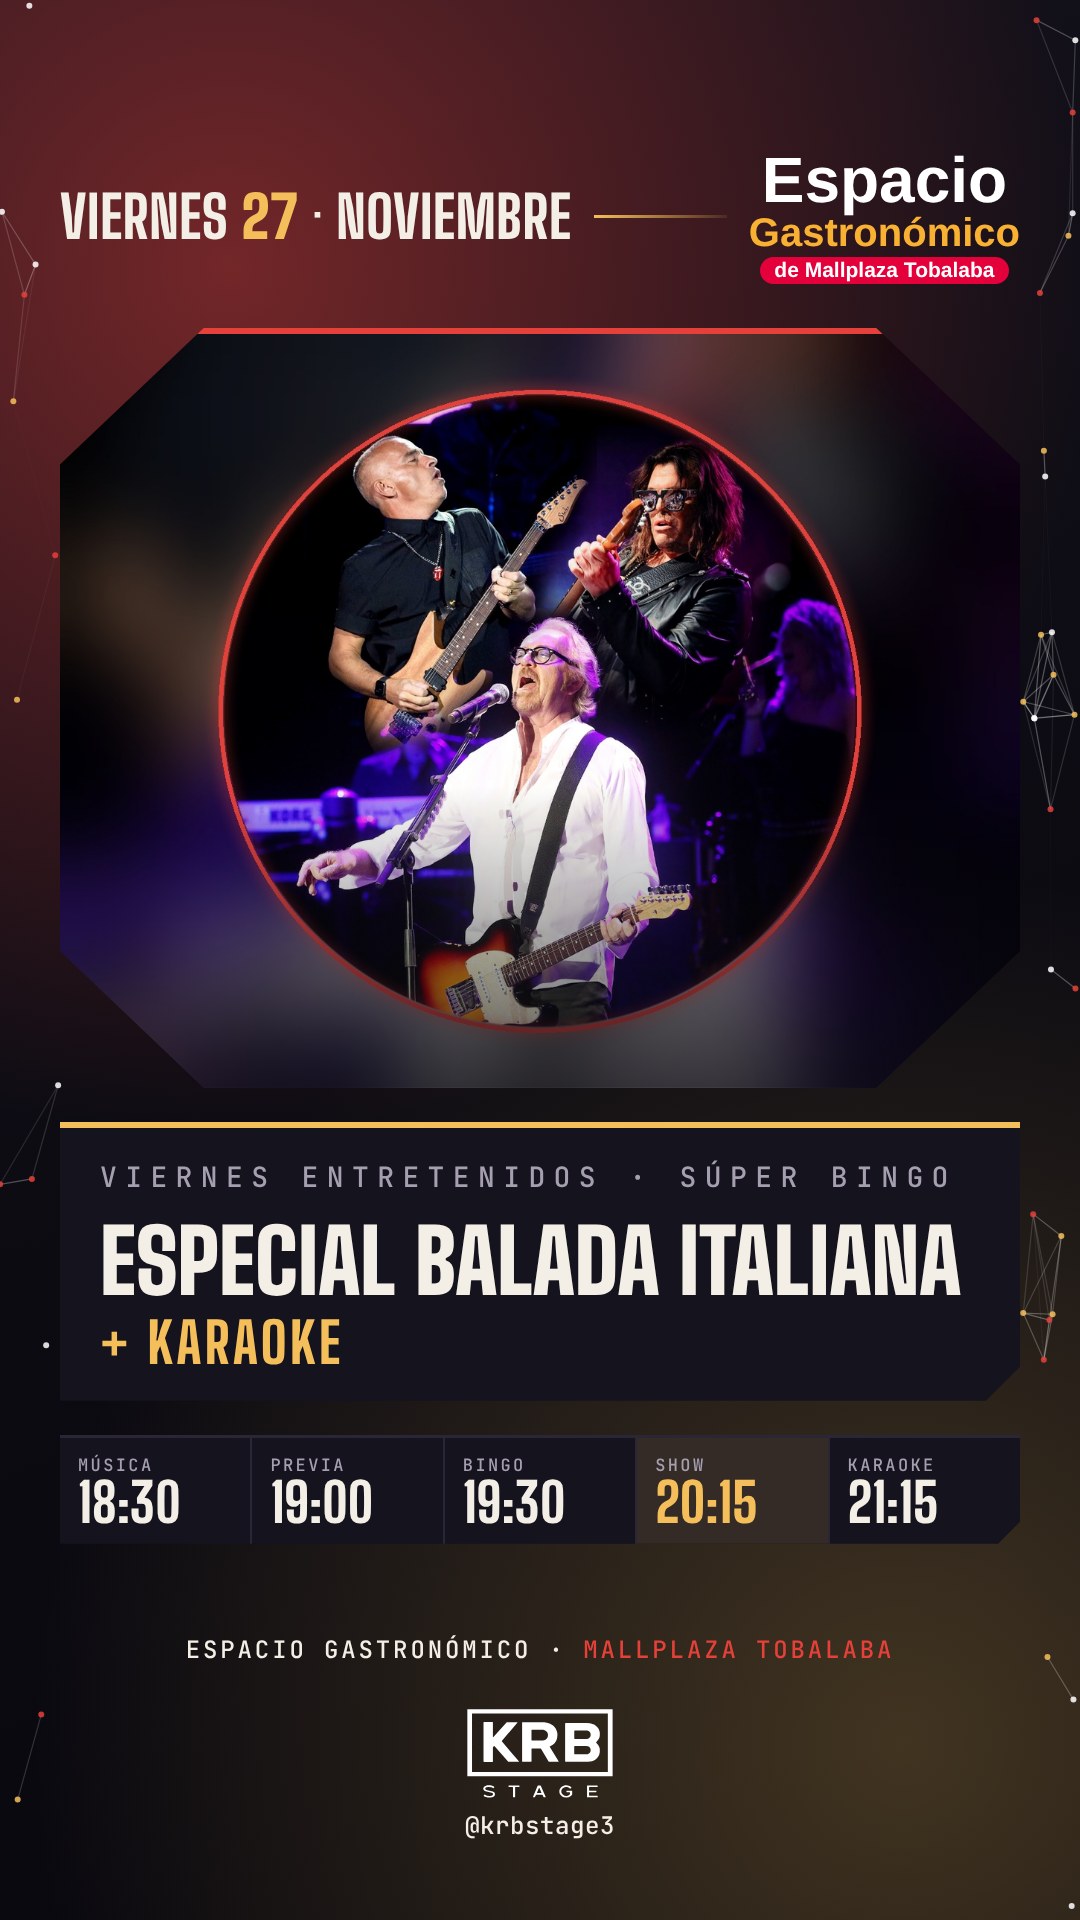 VIERNES 27 · NOVIEMBRE
Espacio
Gastronómico
de Mallplaza Tobalaba
KORG
VIERNES ENTRETENIDOS · SÚPER BINGO
ESPECIAL BALADA ITALIANA
+ KARAOKE
MÚSICA
18:30
PREVIA
19:00
BINGO
19:30
SHOW
20:15
KARAOKE
21:15
ESPACIO GASTRONÓMICO · MALLPLAZA TOBALABA
KRB
STAGE
@krbstage3